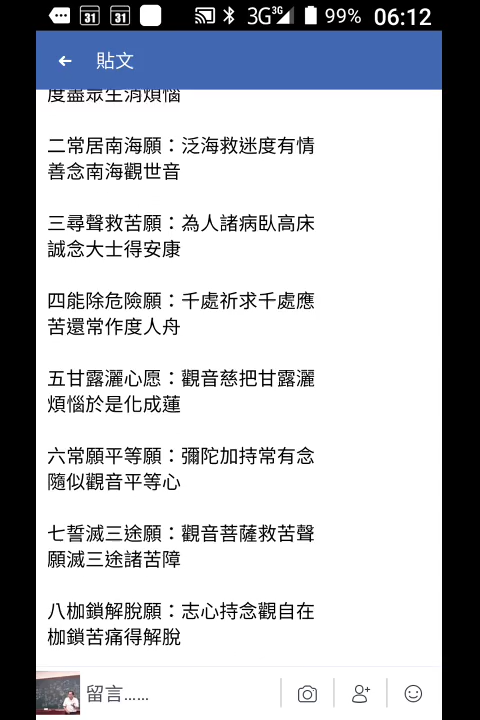 31
31
3G
3G
99%
06:12
貼文
度盡眾生消煩惱
二常居南海願：泛海救迷度有情
善念南海觀世音
三尋聲救苦願：為人諸病臥高床
誠念大士得安康
四能除危險願：千處祈求千處應
苦還常作度人舟
五甘露灑心愿：觀音慈把甘露灑
煩惱於是化成蓮
六常願平等願：彌陀加持常有念
隨似觀音平等心
七誓滅三途願：觀音菩薩救苦聲
願滅三途諸苦障
八枷鎖解脫願：志心持念觀自在
枷鎖苦痛得解脫
留言......